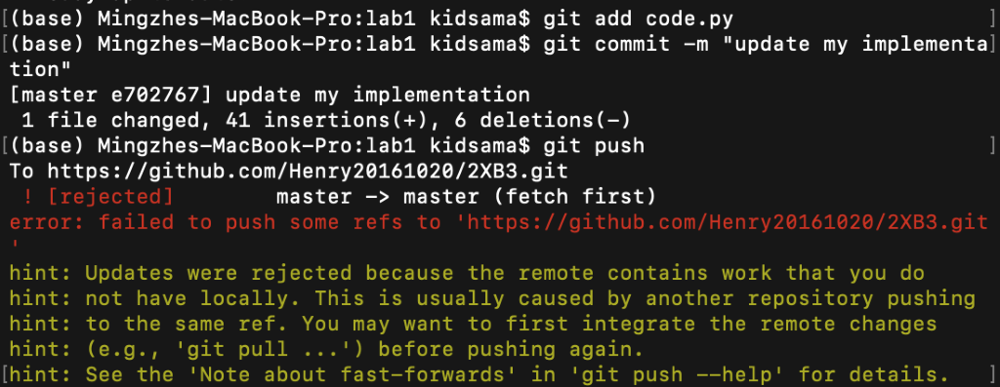 [(base) Mingzhes-MacBook-Pro:lab1 kidsama$ git add code.py ]
[(base) Mingzhes-MacBook-Pro:lab1 kidsama$ git commit -m "update my implementa]
tion"
[master e702767] update my implementation
 1 file changed, 41 insertions(+), 6 deletions(-)
[(base) Mingzhes-MacBook-Pro:lab1 kidsama$ git push ]
To https://github.com/Henry20161020/2XB3.git
 ! [rejected]        master -> master (fetch first)
error: failed to push some refs to 'https://github.com/Henry20161020/2XB3.git
'
hint: Updates were rejected because the remote contains work that you do
hint: not have locally. This is usually caused by another repository pushing
hint: to the same ref. You may want to first integrate the remote changes
hint: (e.g., 'git pull ...') before pushing again.
[hint: See the 'Note about fast-forwards' in 'git push --help' for details. ]